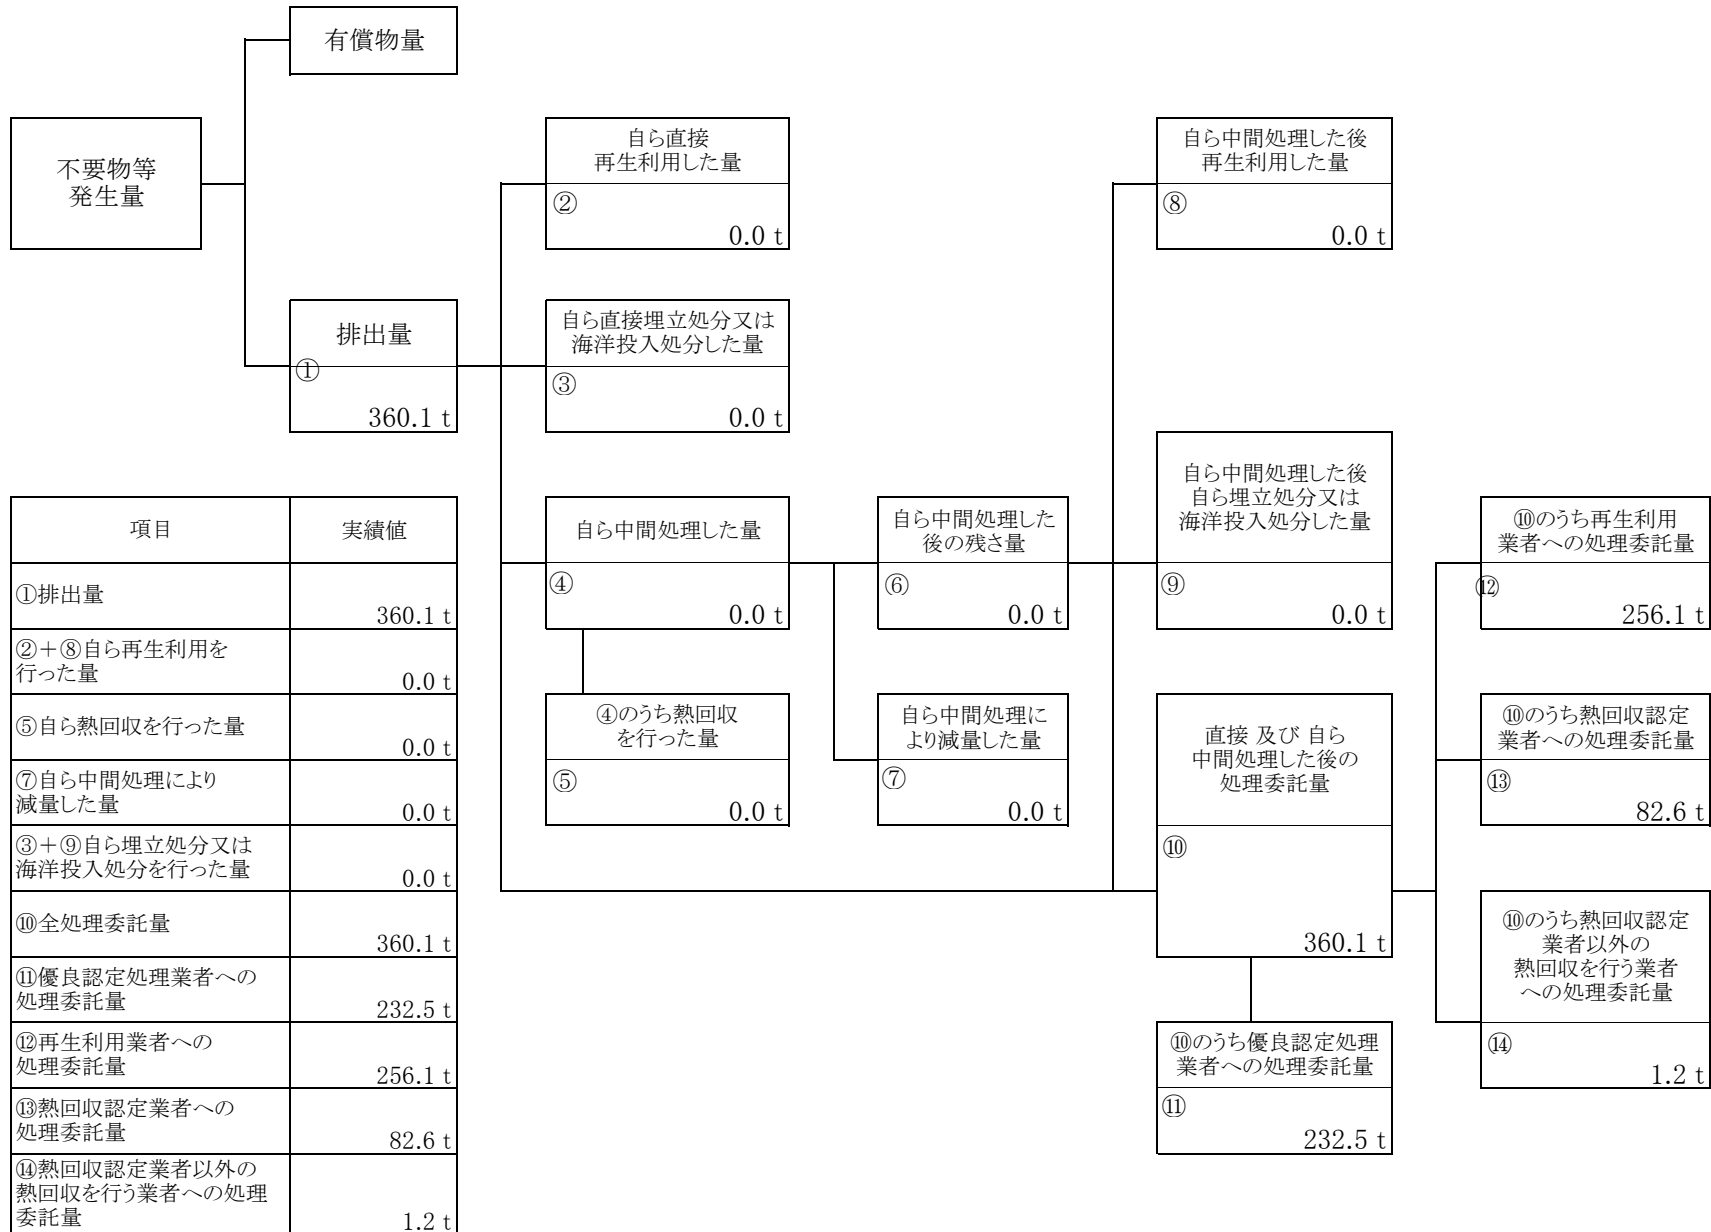 有償物量
不要物等
発生量
自ら直接
再生利用した量
②
0.0 t
自ら中間処理した後
再生利用した量
⑧
0.0 t
排出量
①
360.1 t
自ら直接埋立処分又は
海洋投入処分した量
③
0.0 t
自ら中間処理した量
④
0.0 t
自ら中間処理した
後の残さ量
⑥
0.0 t
自ら中間処理した後
自ら埋立処分又は
海洋投入処分した量
⑨
0.0 t
⑩のうち再生利用
業者への処理委託量
⑫
256.1 t
④のうち熱回収
を行った量
⑤
0.0 t
自ら中間処理に
より減量した量
⑦
0.0 t
直接 及び 自ら
中間処理した後の
処理委託量
⑩
360.1 t
⑩のうち熱回収認定
業者への処理委託量
⑬
82.6 t
⑩のうち熱回収認定
業者以外の
熱回収を行う業者
への処理委託量
⑭
1.2 t
⑩のうち優良認定処理
業者への処理委託量
⑪
232.5 t
項目 実績値
①排出量
360.1 t
②+⑧自ら再生利用を
行った量
0.0 t
⑤自ら熱回収を行った量
0.0 t
⑦自ら中間処理により
減量した量
0.0 t
③+⑨自ら埋立処分又は
海洋投入処分を行った量
0.0 t
⑩全処理委託量
360.1 t
⑪優良認定処理業者への
処理委託量
232.5 t
⑫再生利用業者への
処理委託量
256.1 t
⑬熱回収認定業者への
処理委託量
82.6 t
⑭熱回収認定業者以外の
熱回収を行う業者への処理
委託量
1.2 t